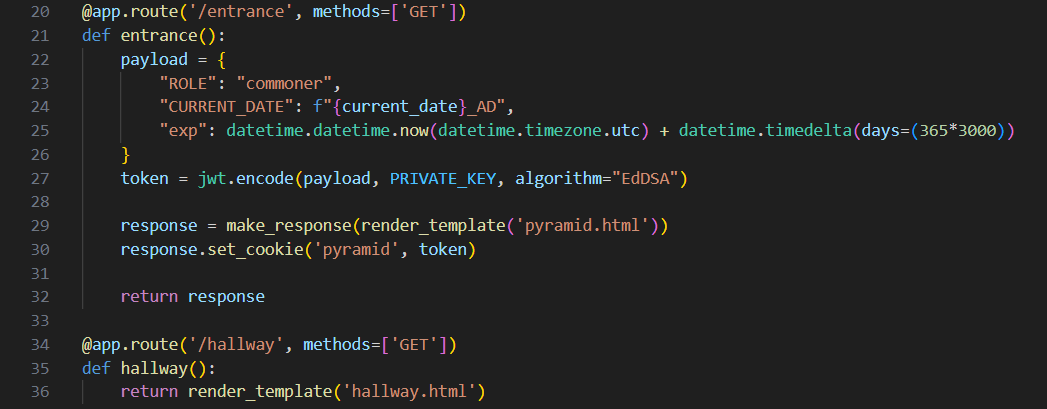 20 @app.route('/entrance', methods=['GET'])
21 def entrance():
22     payload = {
23         "ROLE": "commoner",
24         "CURRENT_DATE": f"{current_date}_AD",
25         "exp": datetime.datetime.now(datetime.timezone.utc) + datetime.timedelta(days=(365*3000))
26     }
27     token = jwt.encode(payload, PRIVATE_KEY, algorithm="EdDSA")
28
29     response = make_response(render_template('pyramid.html'))
30     response.set_cookie('pyramid', token)
31
32     return response
33
34 @app.route('/hallway', methods=['GET'])
35 def hallway():
36     return render_template('hallway.html')